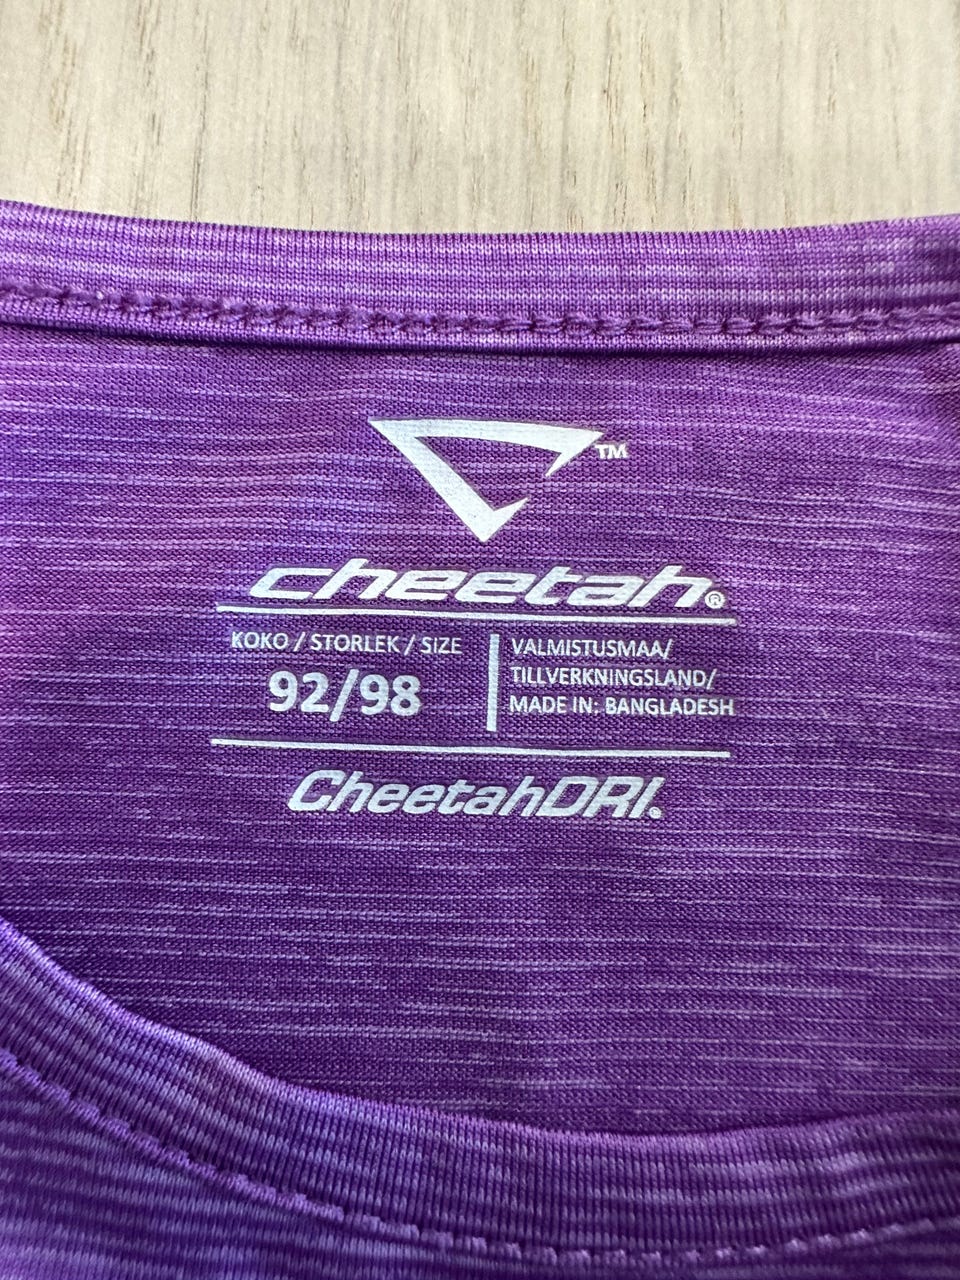 TM
cheetah®
KOKO / STORLEK / SIZE
92/98
VALMISTUSMAA/
TILLVERKNINGSLAND/
MADE IN: BANGLADESH
CheetahDRI®